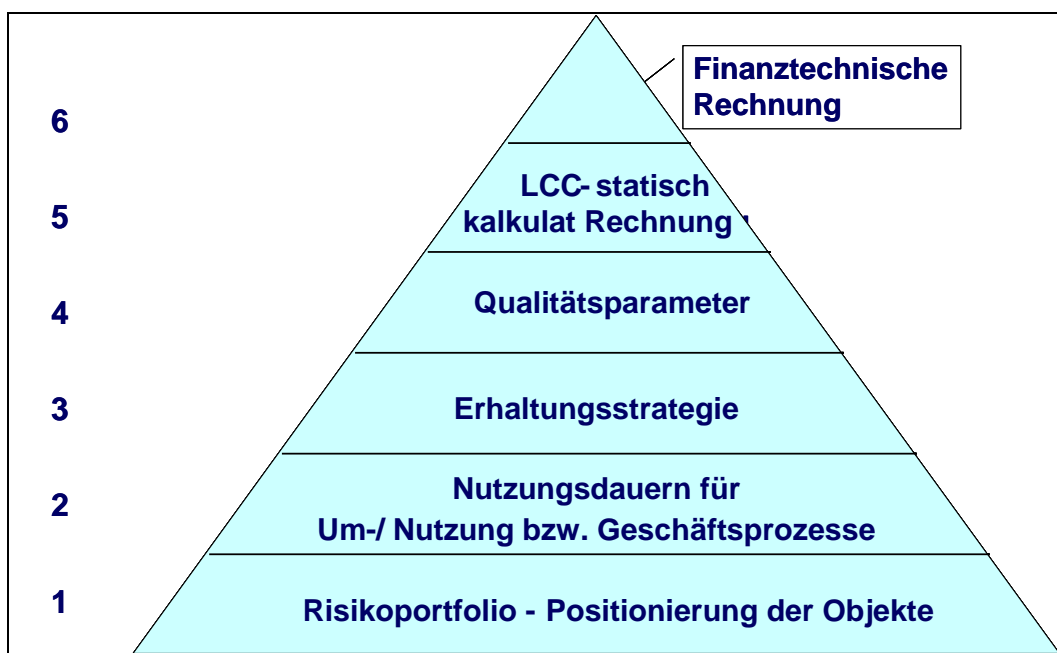 Finanztechnische
Rechnung
6
LCC- statisch
5
kalkulat Rechnung
4
Qualitätsparameter
3
Erhaltungsstrategie
Nutzungsdauern für
2
Um-/ Nutzung bzw. Geschäftsprozesse
1
Risikoportfolio - Positionierung der Objekte